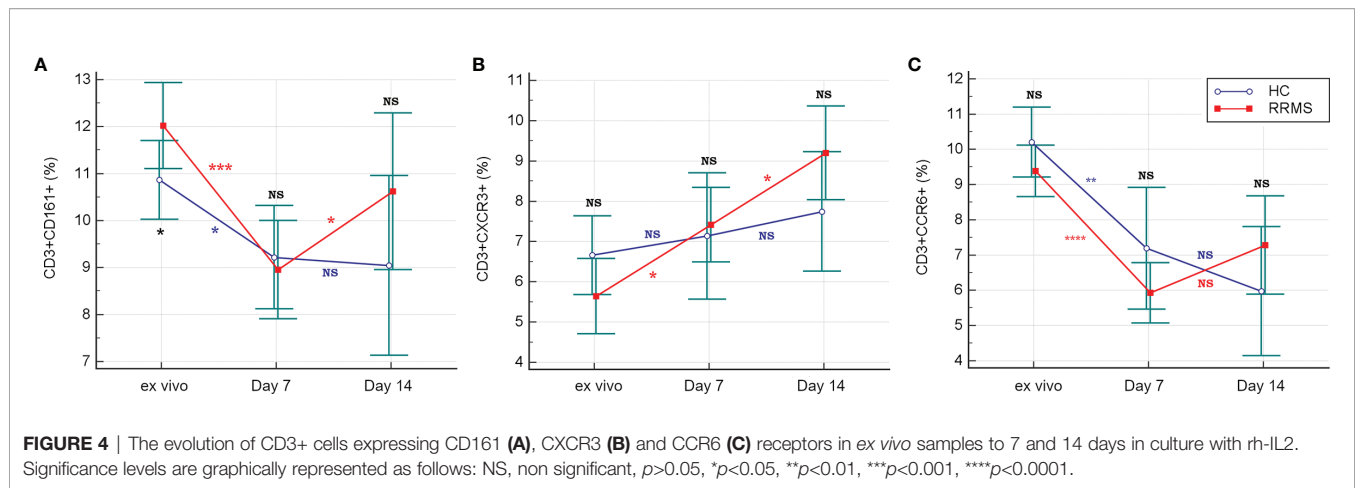 A
CD3+CD161+ (%)
13
12
11
10
9
8
7
ex vivo
Day 7
Day 14
***
*
*
NS
*
NS
NS
B
CD3+CXCR3+ (%)
11
10
9
8
7
6
5
4
ex vivo
Day 7
Day 14
NS
NS
NS
NS
NS
*
*
C
CD3+CCR6+ (%)
12
11
10
9
8
7
6
5
4
ex vivo
Day 7
Day 14
NS
NS
NS
**
****
NS
NS
HC
RRMS
FIGURE 4 | The evolution of CD3+ cells expressing CD161 (A), CXCR3 (B) and CCR6 (C) receptors in ex vivo samples to 7 and 14 days in culture with rh-IL2.
Significance levels are graphically represented as follows: NS, non significant, p>0.05, *p<0.05, **p<0.01, ***p<0.001, ****p<0.0001.